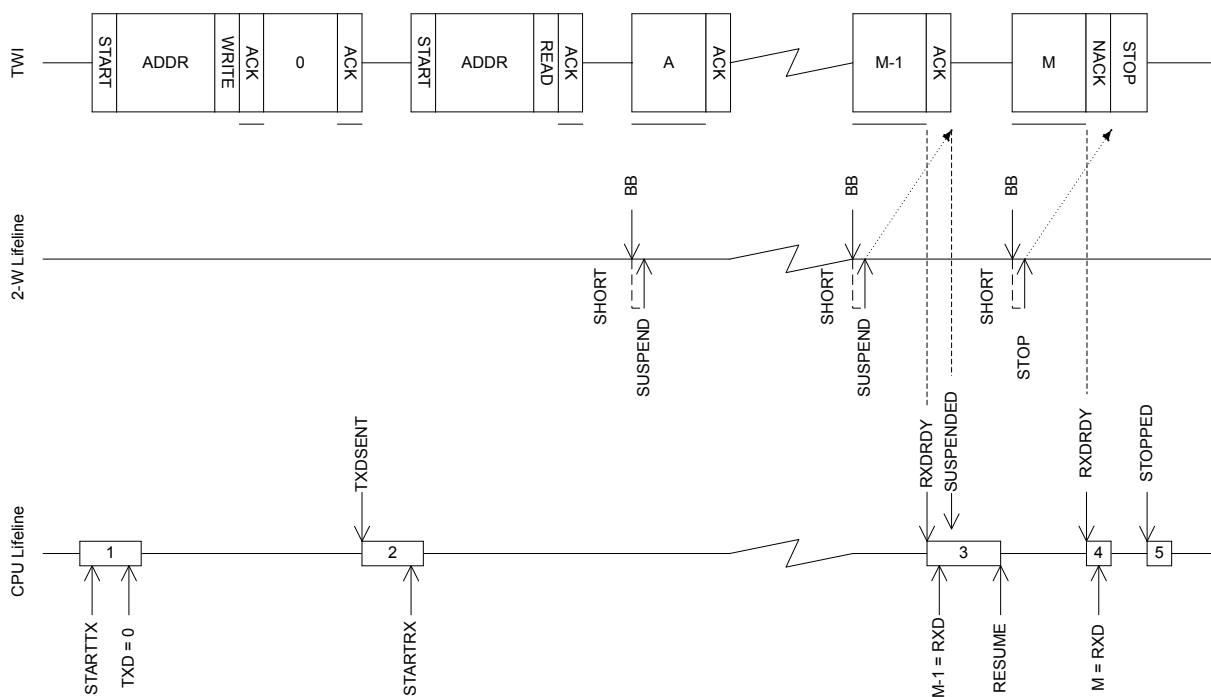 TWI
START
ADDR
WRITE
ACK
0
ACK
START
ADDR
READ
ACK
A
ACK
M-1
ACK
M
NACK
STOP
2-W Lifeline
BB
SHORT
SUSPEND
BB
SHORT
SUSPEND
BB
SHORT
STOP
CPU Lifeline
TXDSENT
RXDRDY
SUSPENDED
RXDRDY
STOPPED
1
2
3
4
5
STARTTX
TXD = 0
STARTRX
M-1 = RXD
RESUME
M = RXD